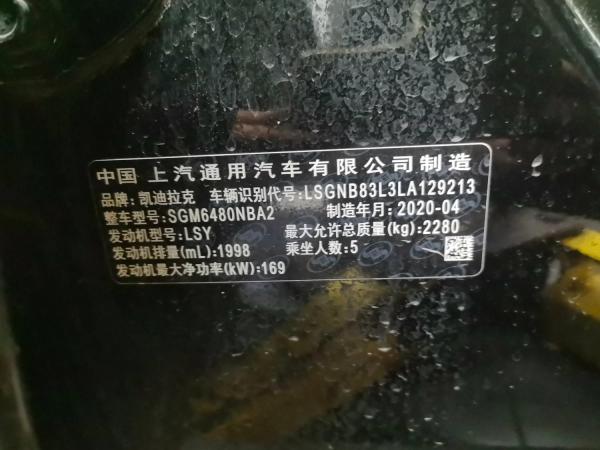 中国 上汽通用汽车有限公司制造
品牌: 凯迪拉克 车辆识别代号: LSGNB83L3LA129213
整车型号: SGM6480NBA2 制造年月: 2020-04
发动机型号: LSY 最大允许总质量(kg): 2280
发动机排量(mL): 1998 乘坐人数: 5
发动机最大净功率(kW): 169